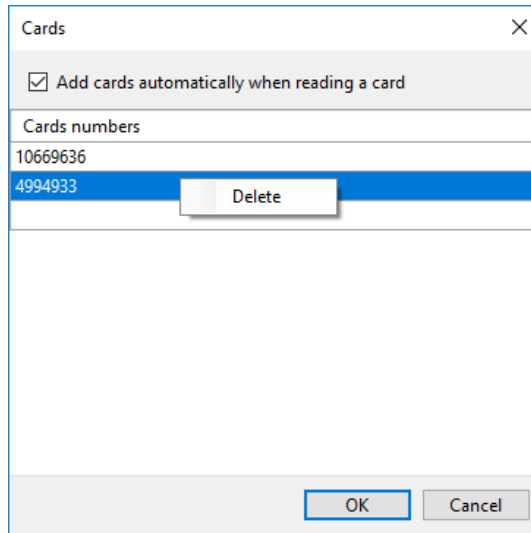 Cards
Add cards automatically when reading a card
Cards numbers
10669636
4994933
Delete
OK Cancel